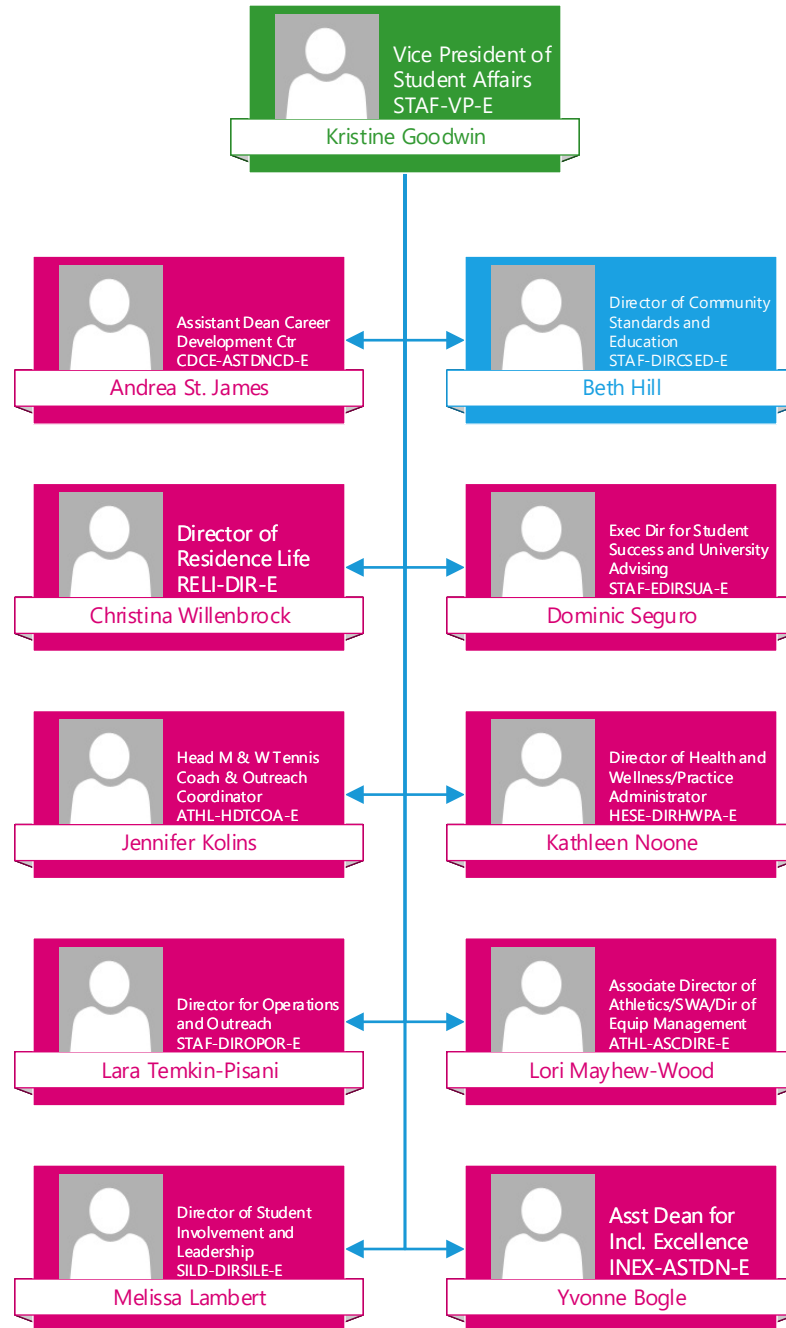 Vice President of
Student Affairs
STAF-VP-E
Kristine Goodwin
Assistant Dean Career
Development Ctr
CDCE-ASTDNCD-E
Andrea St. James
Director of Community
Standards and
Education
STAF-DIRCSED-E
Beth Hill
Director of
Residence Life
RELI-DIR-E
Christina Willenbrock
Exec Dir for Student
Success and University
Advising
STAF-EDIRSUA-E
Dominic Seguro
Head M & W Tennis
Coach & Outreach
Coordinator
ATHL-HDTCOA-E
Jennifer Kolins
Director of Health and
Wellness/Practice
Administrator
HESE-DIRHWPA-E
Kathleen Noone
Director for Operations
and Outreach
STAF-DIROPOR-E
Lara Temkin-Pisani
Associate Director of
Athletics/SWA/Dir of
Equip Management
ATHL-ASCDIRE-E
Lori Mayhew-Wood
Director of Student
Involvement and
Leadership
SILD-DIRSILE-E
Melissa Lambert
Asst Dean for
Incl. Excellence
INEX-ASTDN-E
Yvonne Bogle